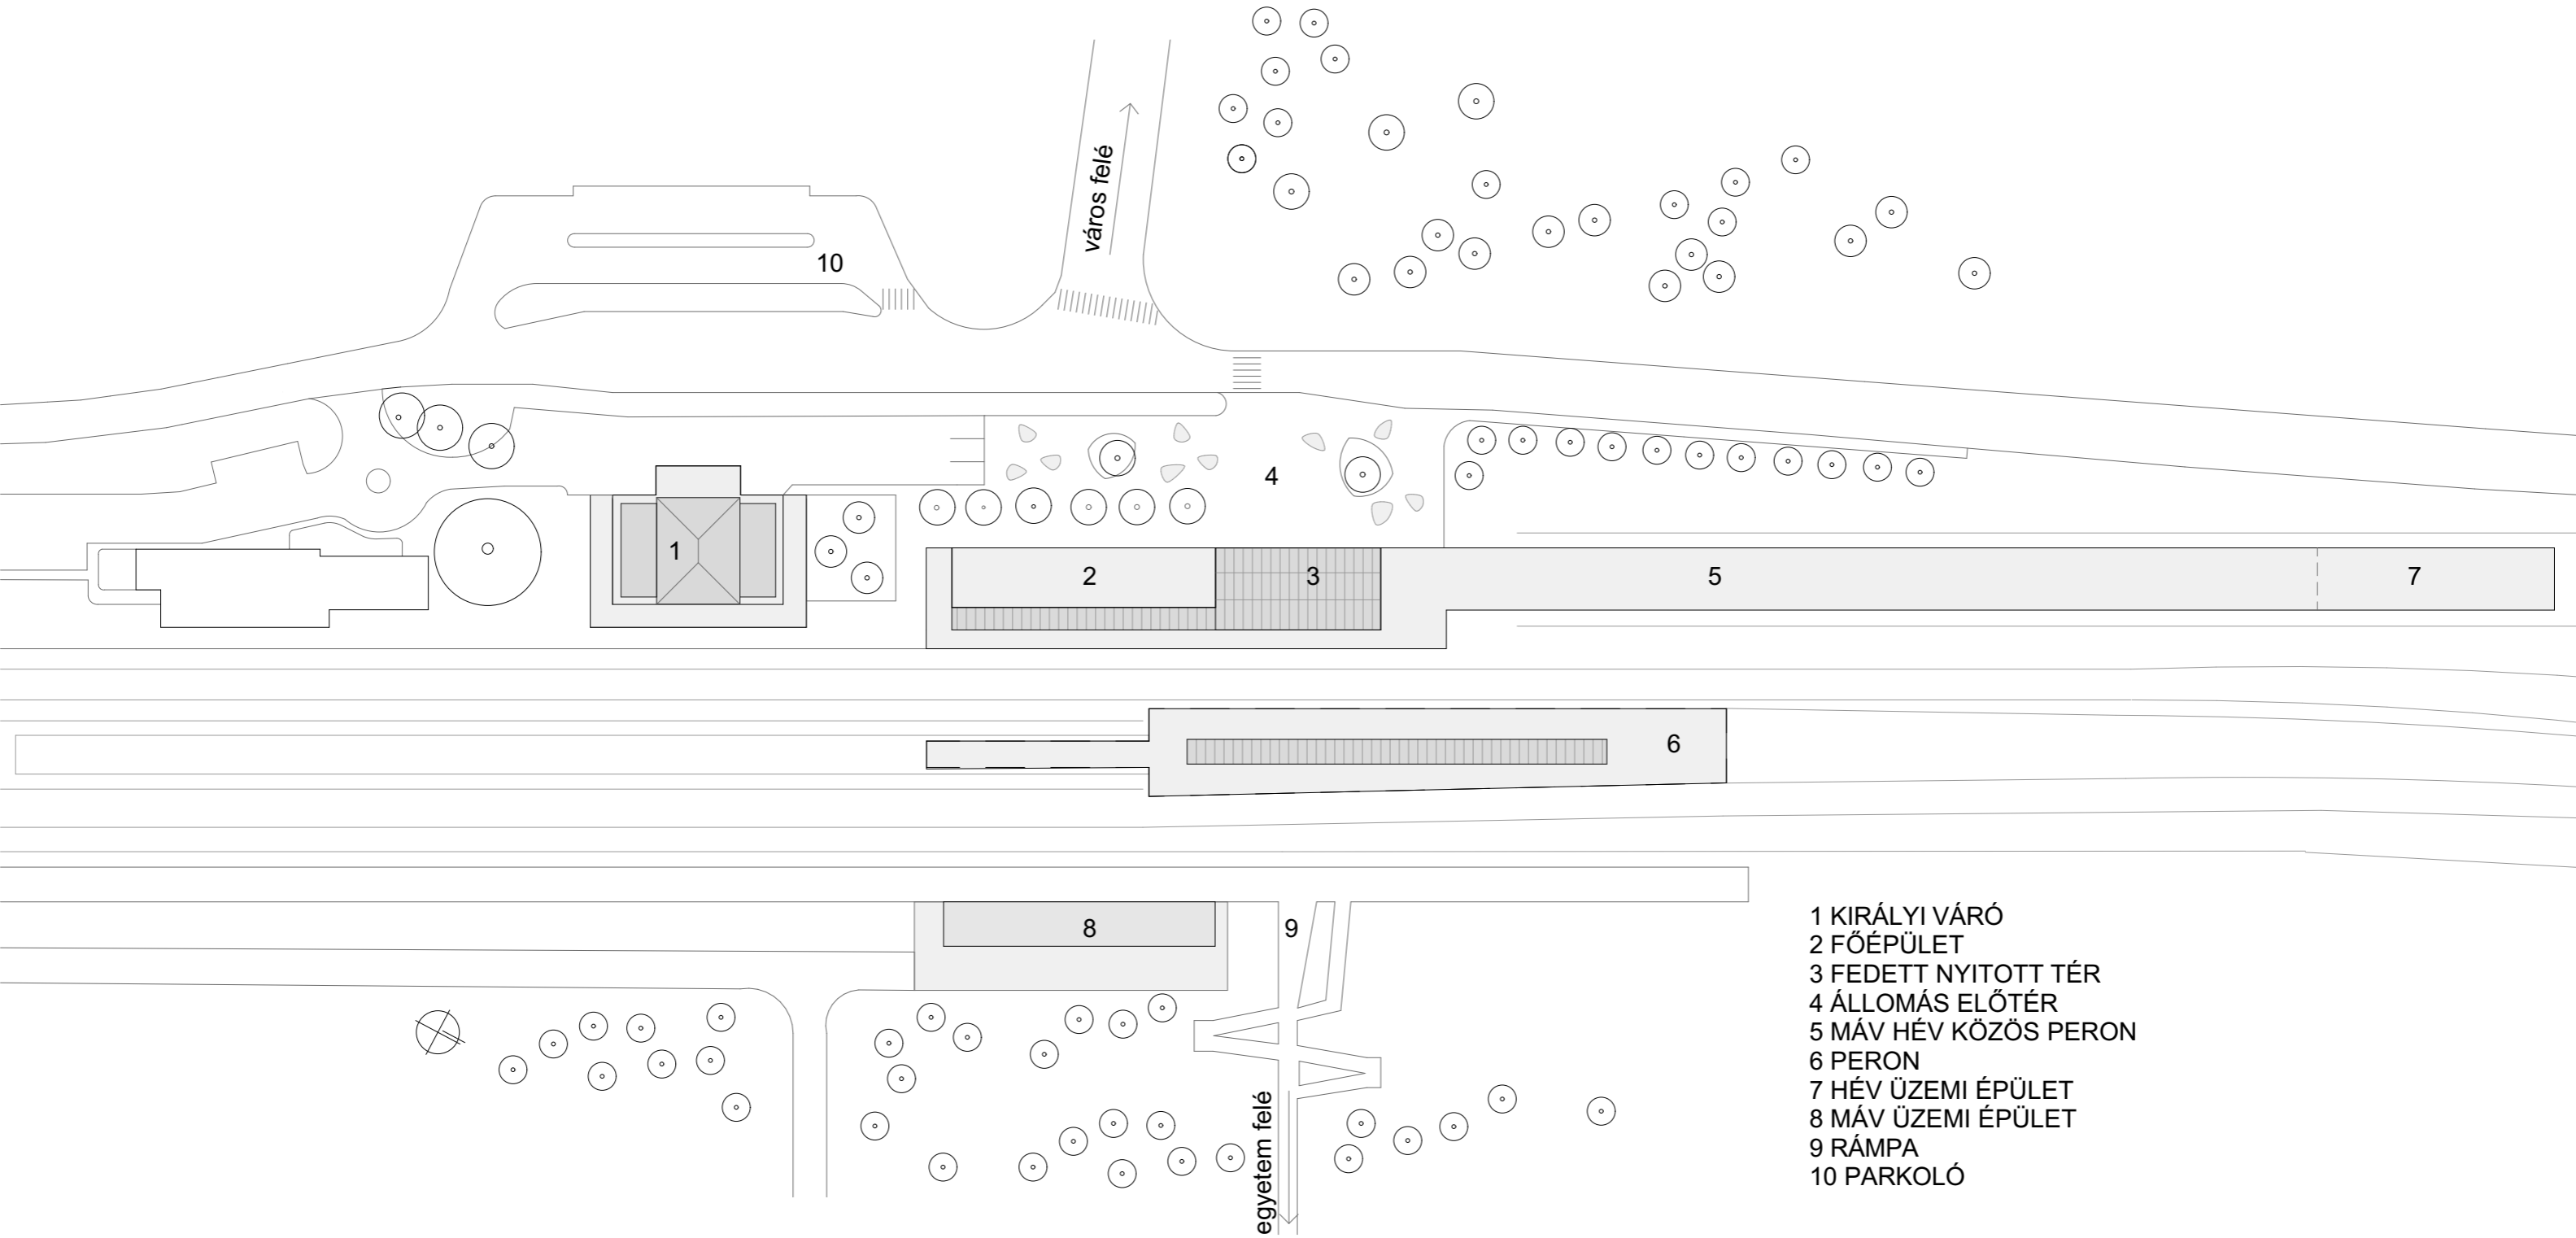 város felé
10
4
1
2
3
5
7
6
8
9
egyetem felé
1 KIRÁLYI VÁRÓ
2 FŐÉPÜLET
3 FEDETT NYITOTT TÉR
4 ÁLLOMÁS ELŐTÉR
5 MÁV HÉV KÖZÖS PERON
6 PERON
7 HÉV ÜZEMI ÉPÜLET
8 MÁV ÜZEMI ÉPÜLET
9 RÁMPA
10 PARKOLÓ